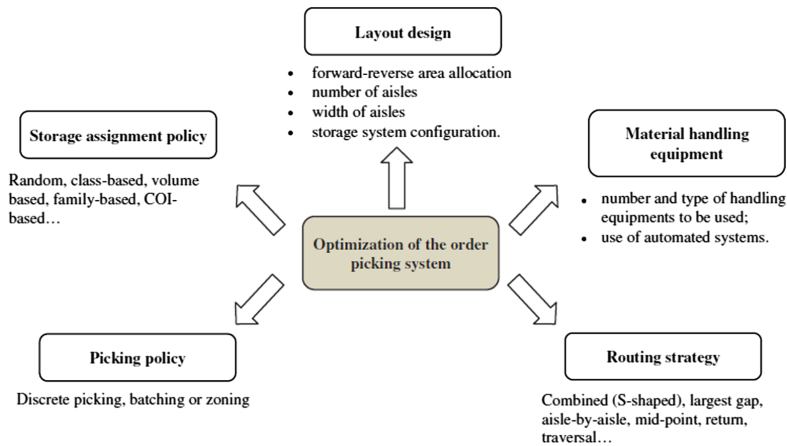 Layout design
• forward-reverse area allocation
• number of aisles
• width of aisles
• storage system configuration.
Storage assignment policy
Random, class-based, volume
based, family-based, COI-
based…
Material handling
equipment
• number and type of handling
equipments to be used;
• use of automated systems.
Optimization of the order
picking system
Picking policy
Discrete picking, batching or zoning
Routing strategy
Combined (S-shaped), largest gap,
aisle-by-aisle, mid-point, return,
traversal…